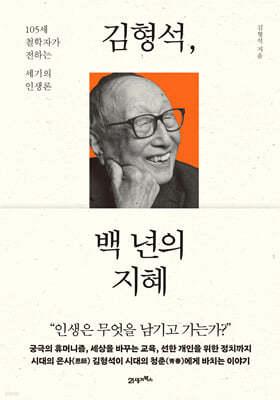 105세
철학자가
전하는
세기의
인생론
김형석,
김형석 지음
백 년의
지혜
“인생은 무엇을 남기고 가는가?”
궁극의 휴머니즘, 세상을 바꾸는 교육, 선한 개인을 위한 정치까지
시대의 은사(恩師) 김형석이 시대의 청춘(靑春)에게 바치는 이야기
21세기북스